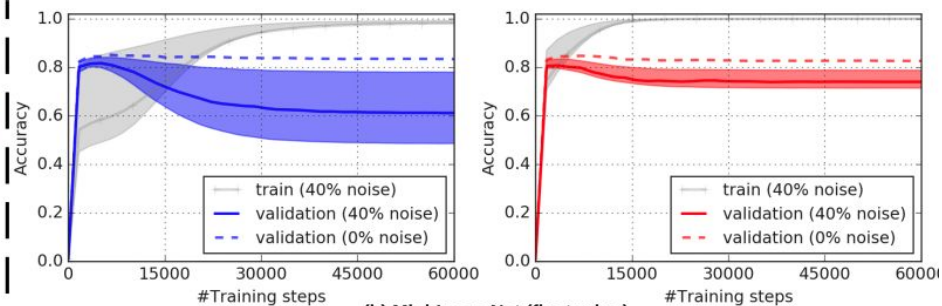 1.0
0.8
0.6
0.4
0.2
0.0
Accuracy
train (40% noise)
validation (40% noise)
validation (0% noise)
0 15000 30000 45000 60000
#Training steps
1.0
0.8
0.6
0.4
0.2
0.0
Accuracy
train (40% noise)
validation (40% noise)
validation (0% noise)
0 15000 30000 45000 60000
#Training steps